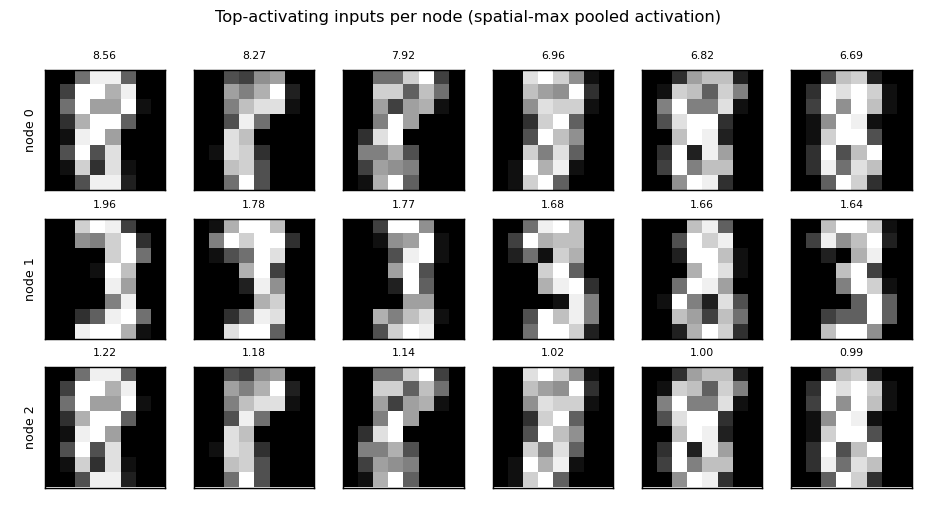 Top-activating inputs per node (spatial-max pooled activation)
8.56 8.27 7.92 6.96 6.82 6.69
node 0
1.96 1.78 1.77 1.68 1.66 1.64
node 1
1.22 1.18 1.14 1.02 1.00 0.99
node 2